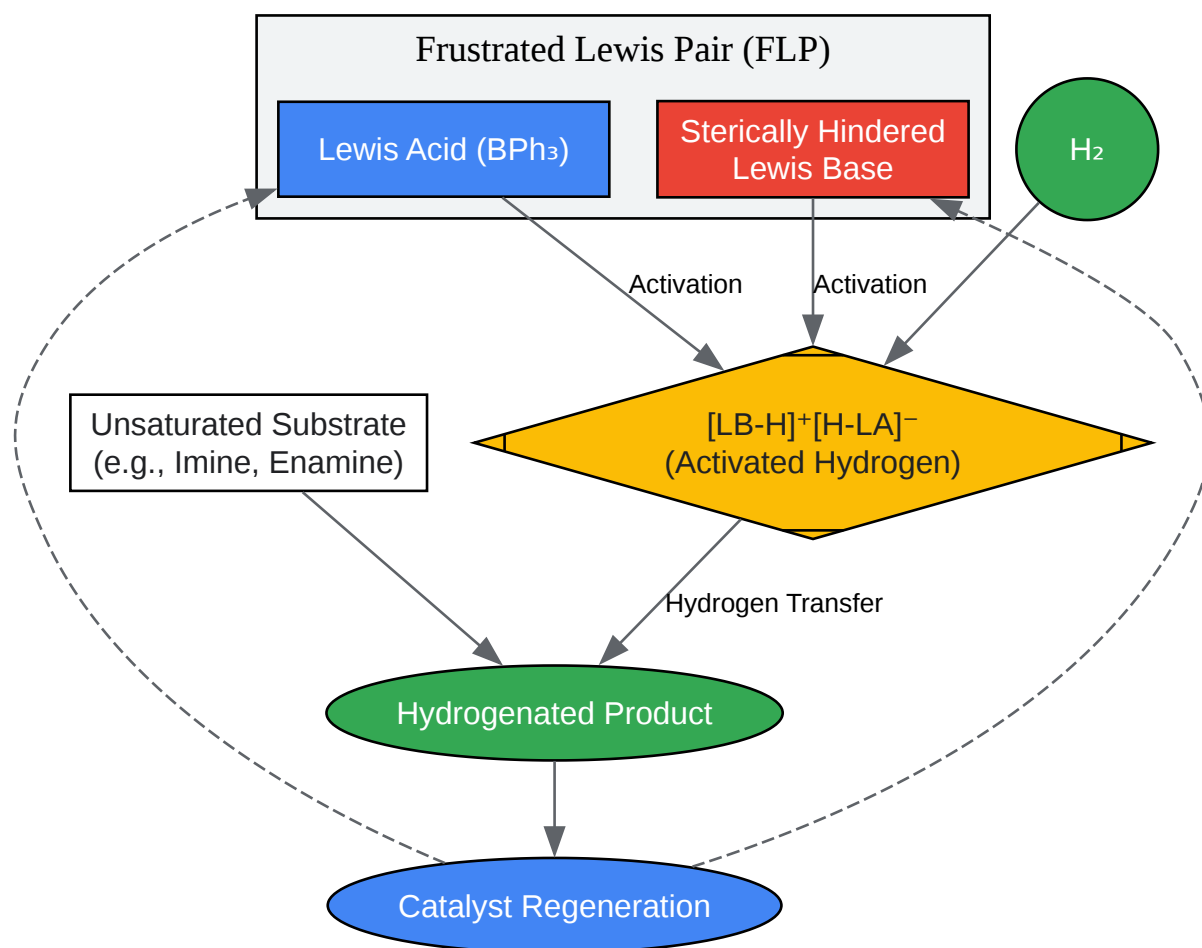 Frustrated Lewis Pair (FLP)
Lewis Acid (BPh₃)
Sterically Hindered
Lewis Base
H₂
Activation
Activation
Unsaturated Substrate
(e.g., Imine, Enamine)
[LB-H]⁺[H-LA]⁻
(Activated Hydrogen)
Hydrogen Transfer
Hydrogenated Product
Catalyst Regeneration